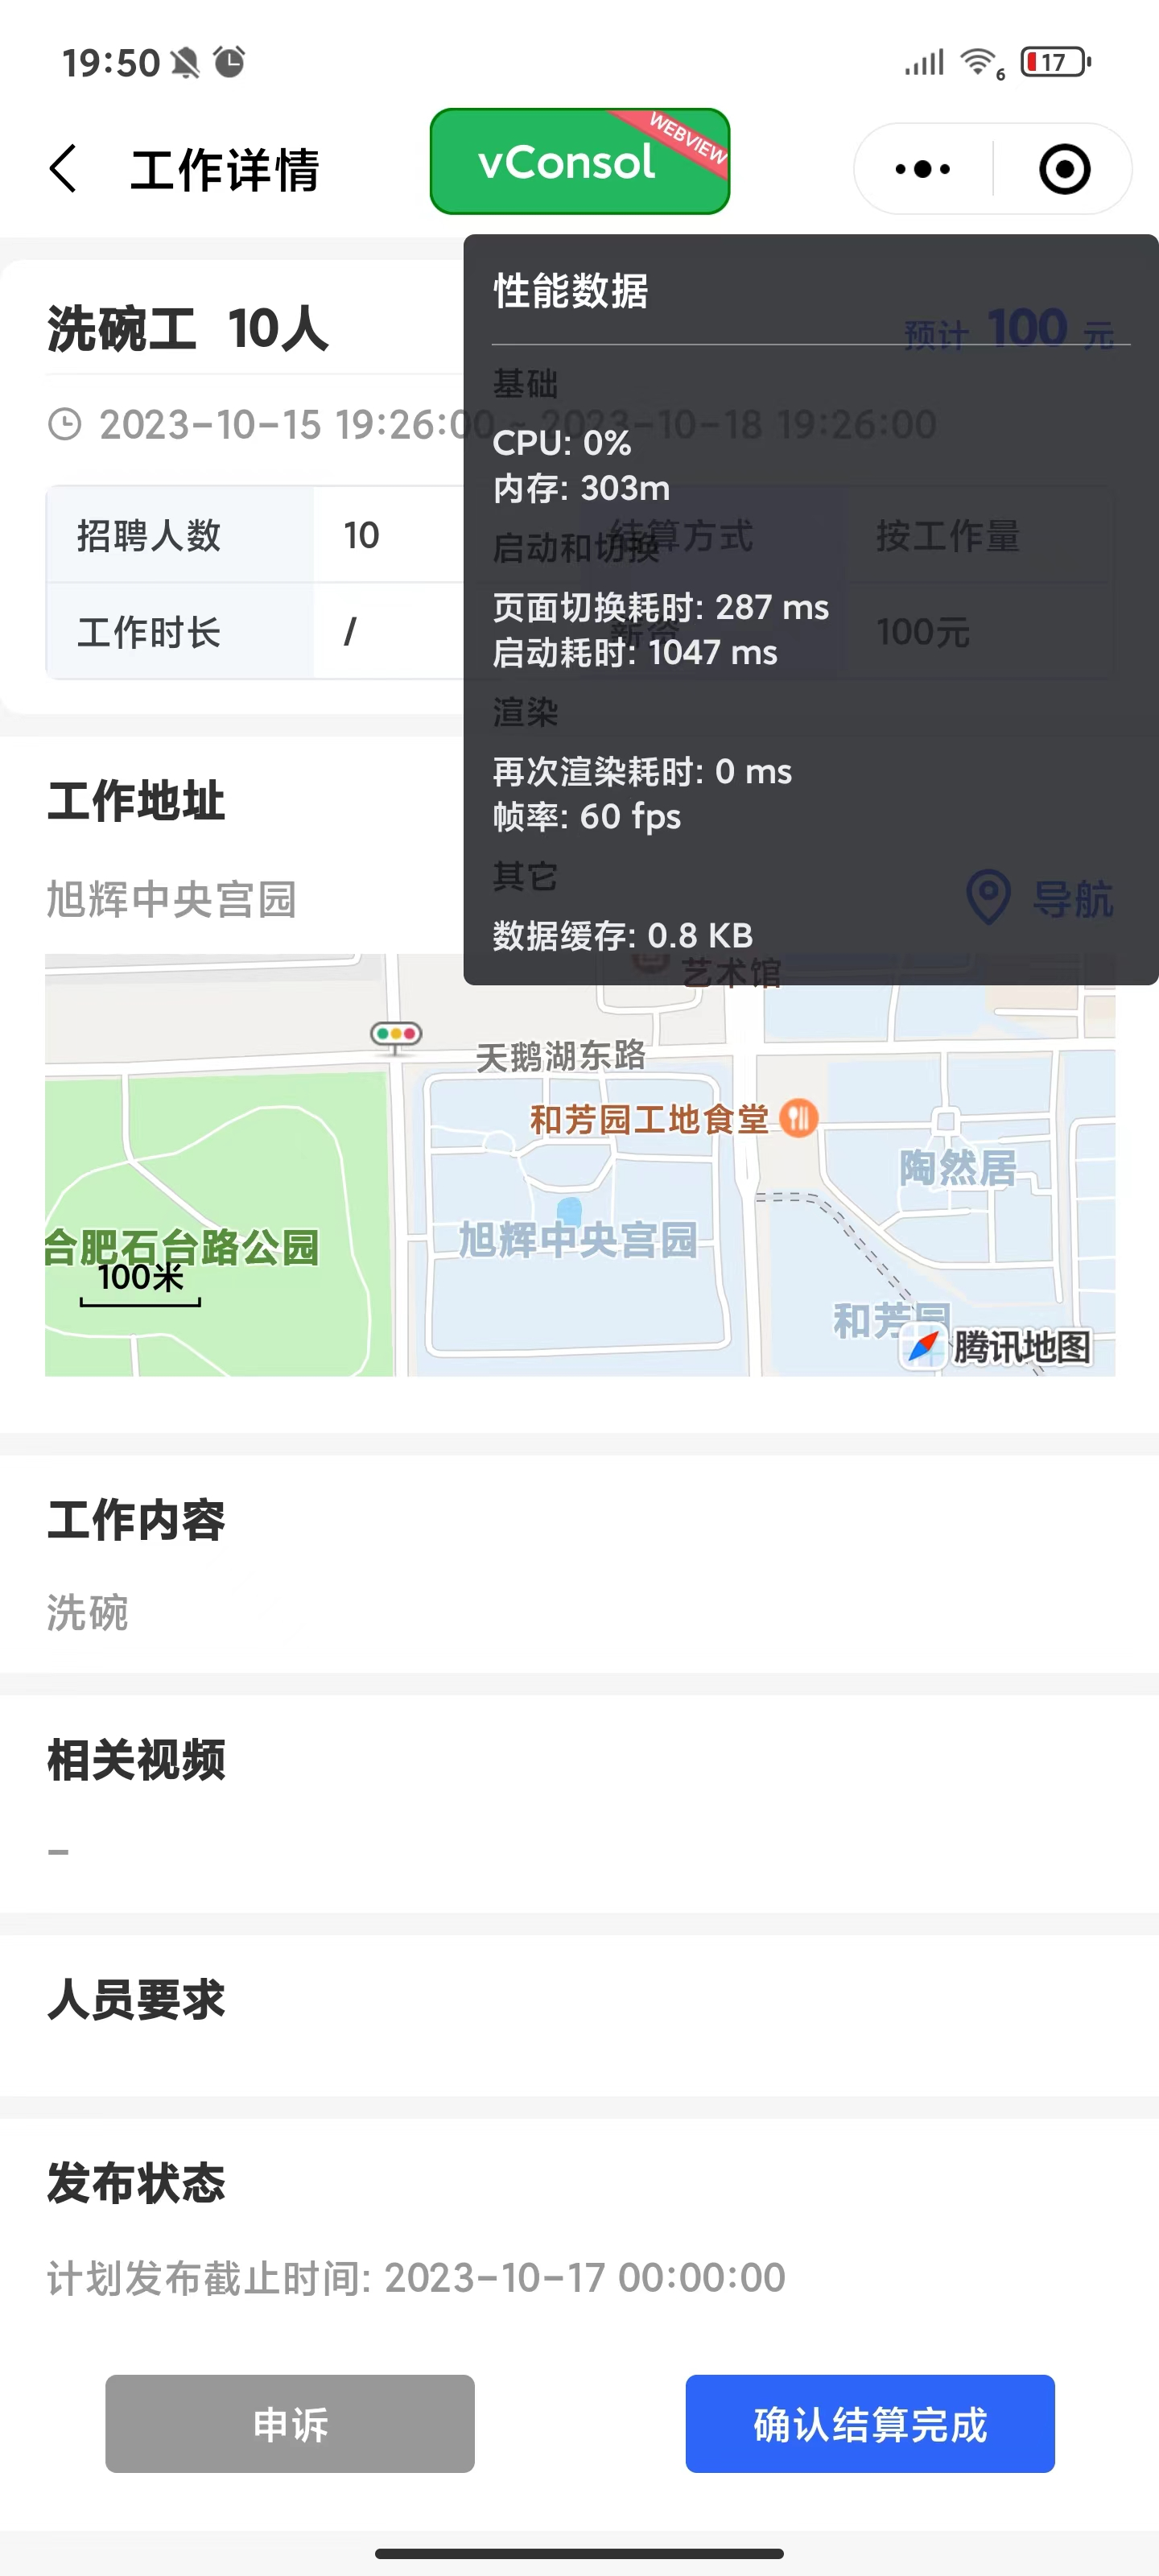 19:50
6
17
工作详情
vConsol
WEBVIEW
性能数据
洗碗工 10人
预计 100 元
基础
2023-10-15 19:26:00 ~ 2023-10-18 19:26:00
CPU: 0%
内存: 303m
招聘人数 10 结算方式 按工作量
启动和切换
页面切换耗时: 287 ms
工作时长 / 薪资 100元
启动耗时: 1047 ms
渲染
再次渲染耗时: 0 ms
工作地址
帧率: 60 fps
其它
旭辉中央宫园
导航
数据缓存: 0.8 KB
艺术馆
天鹅湖东路
和芳园工地食堂
陶然居
旭辉中央宫园
合肥石台路公园
100米
和芳园
腾讯地图
工作内容
洗碗
相关视频
-
人员要求
发布状态
计划发布截止时间: 2023-10-17 00:00:00
申诉
确认结算完成